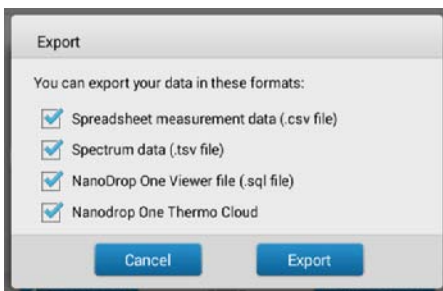 Export
You can export your data in these formats:
Spreadsheet measurement data (.csv file)
Spectrum data (.tsv file)
NanoDrop One Viewer file (.sql file)
Nanodrop One Thermo Cloud
Cancel Export